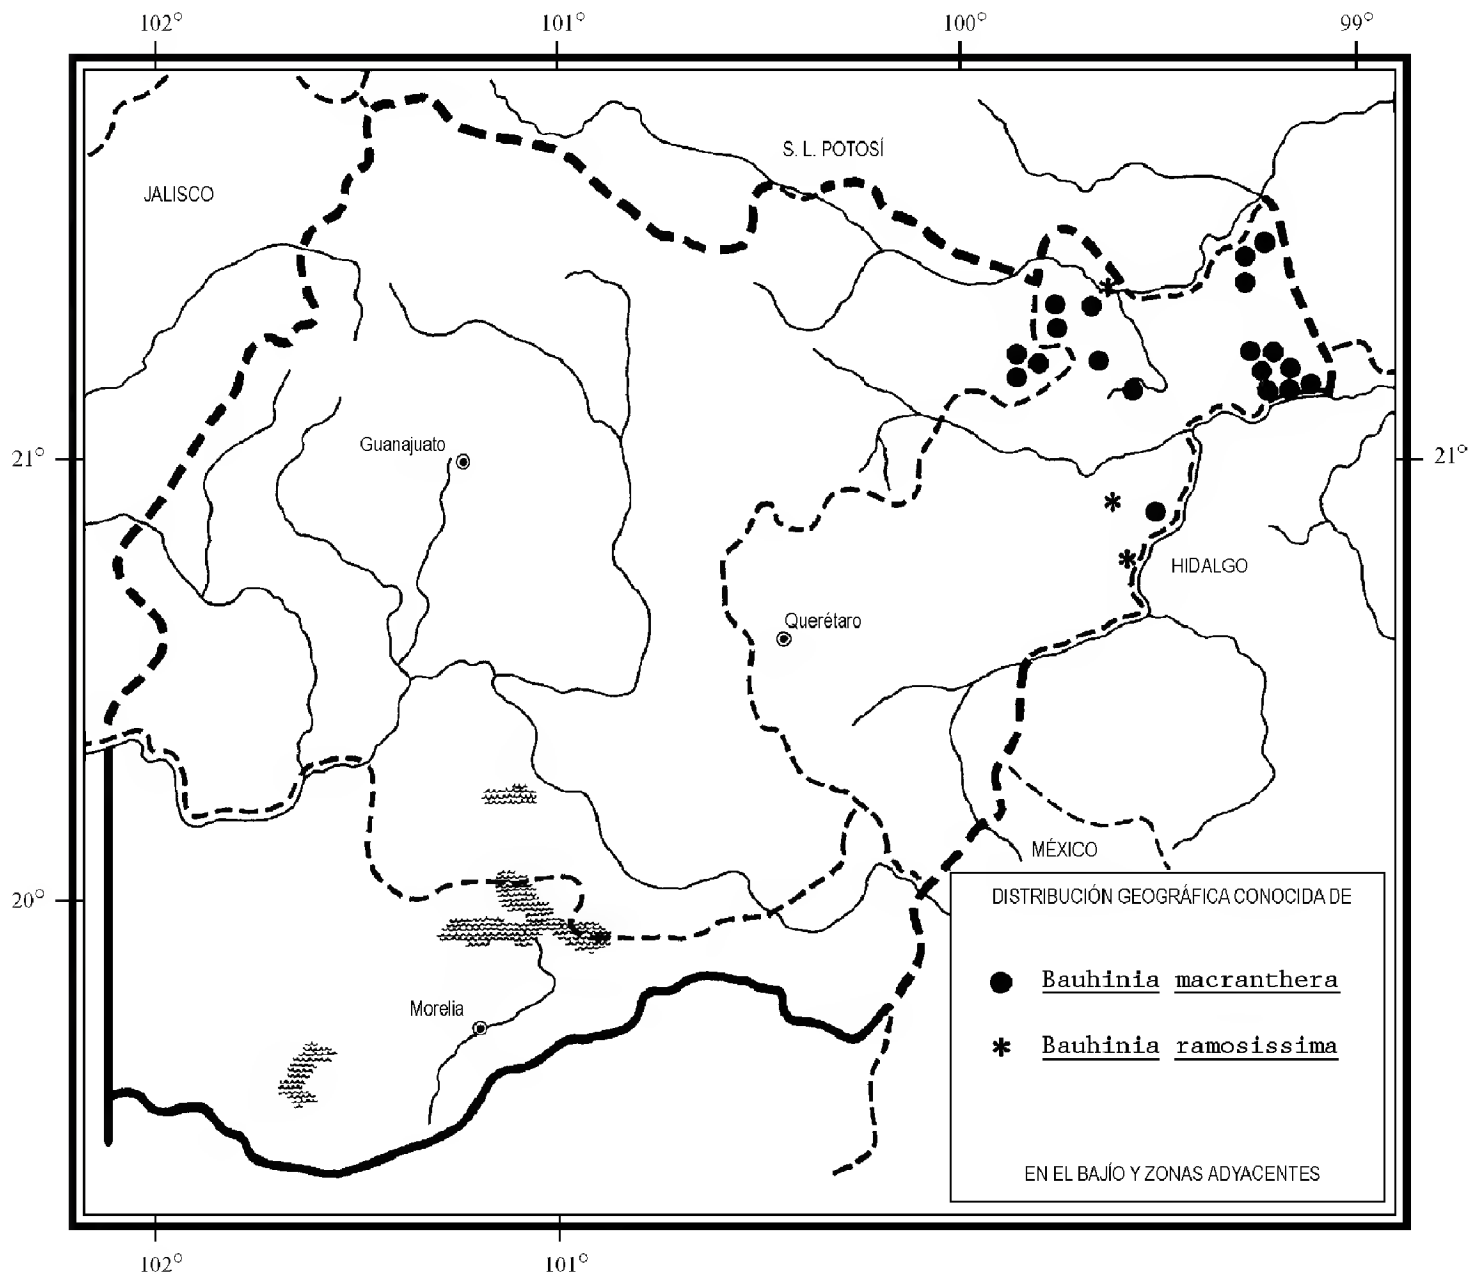 102° 101° 100° 99°
S. L. POTOSÍ
JALISCO
Guanajuato
21° 21°
HIDALGO
Querétaro
MÉXICO
20°
DISTRIBUCIÓN GEOGRÁFICA CONOCIDA DE
Bauhinia macranthera
Morelia
Bauhinia ramosissima
EN EL BAJÍO Y ZONAS ADYACENTES
102° 101°